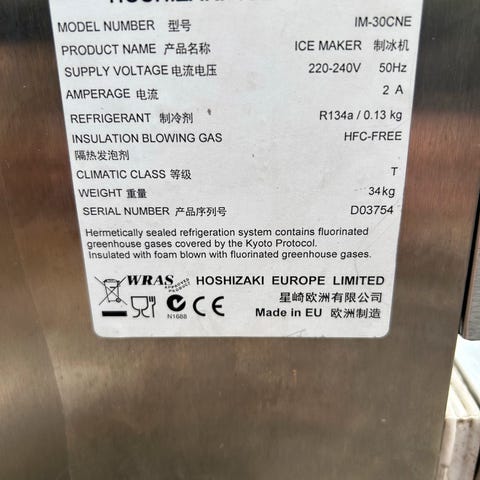 MODEL NUMBER 型号 IM-30CNE
PRODUCT NAME 产品名称 ICE MAKER 制冰机
SUPPLY VOLTAGE 电流电压 220-240V 50Hz
AMPERAGE 电流 2 A
REFRIGERANT 制冷剂 R134a / 0.13 kg
INSULATION BLOWING GAS HFC-FREE
隔热发泡剂
CLIMATIC CLASS 等级 T
WEIGHT 重量 34kg
SERIAL NUMBER 产品序列号 D03754
Hermetically sealed refrigeration system contains fluorinated
greenhouse gases covered by the Kyoto Protocol.
Insulated with foam blown with fluorinated greenhouse gases.
WRAS APPROVED PRODUCT HOSHIZAKI EUROPE LIMITED
星崎欧洲有限公司
N1688 CE Made in EU 欧洲制造